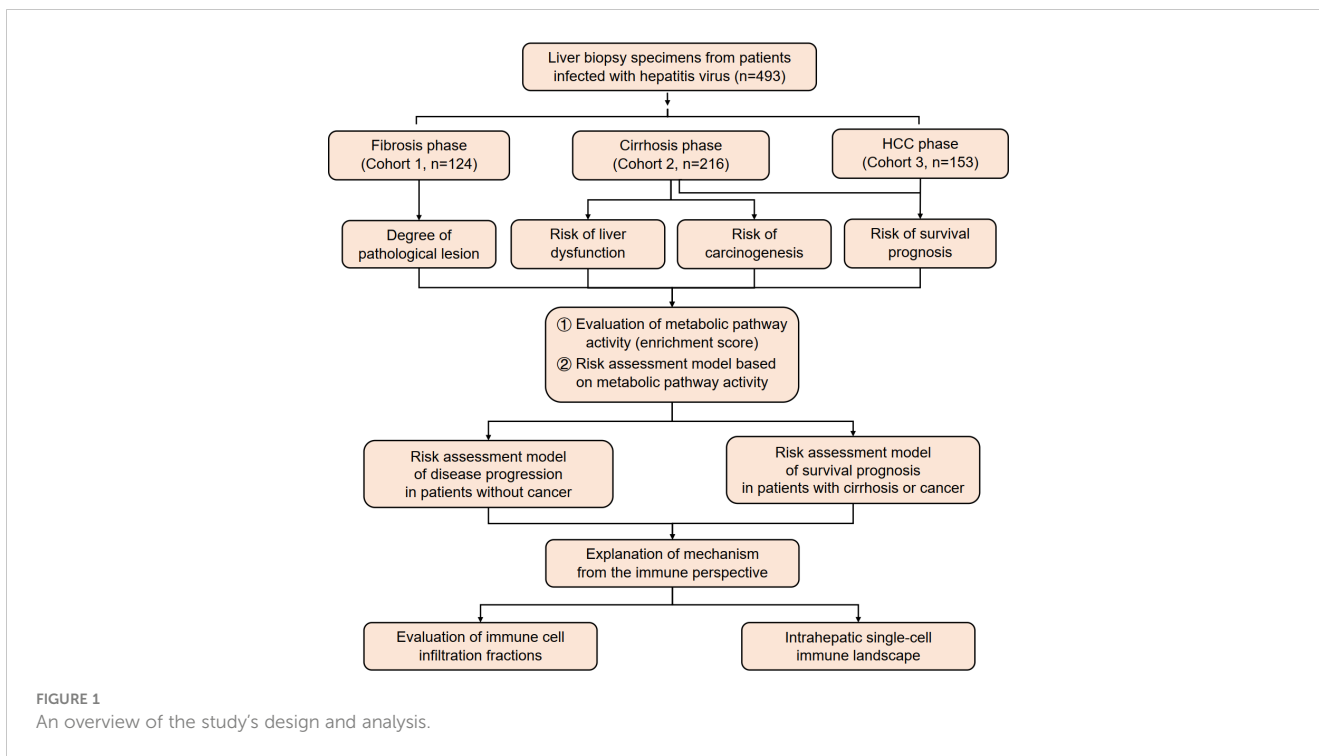 Liver biopsy specimens from patients
infected with hepatitis virus (n=493)
Fibrosis phase
(Cohort 1, n=124)
Cirrhosis phase
(Cohort 2, n=216)
HCC phase
(Cohort 3, n=153)
Degree of
pathological lesion
Risk of liver
dysfunction
Risk of
carcinogenesis
Risk of survival
prognosis
① Evaluation of metabolic pathway
activity (enrichment score)
② Risk assessment model based
on metabolic pathway activity
Risk assessment model
of disease progression
in patients without cancer
Risk assessment model
of survival prognosis
in patients with cirrhosis or cancer
Explanation of mechanism
from the immune perspective
Evaluation of immune cell
infiltration fractions
Intrahepatic single-cell
immune landscape
FIGURE 1
An overview of the study’s design and analysis.